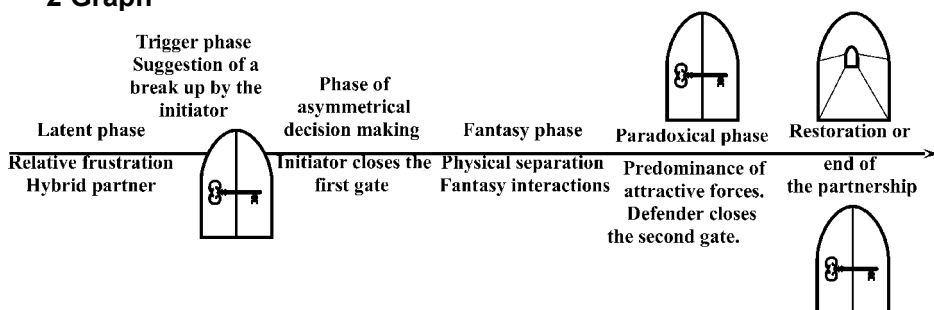 2 Graph
Trigger phase
Suggestion of a
break up by the
initiator
Phase of
asymmetrical
decision making
Latent phase
Fantasy phase
Paradoxical phase
Restoration or
Relative frustration
Hybrid partner
Initiator closes the
first gate
Physical separation
Fantasy interactions
Predominance of
attractive forces.
Defender closes
the second gate.
end of
the partnership